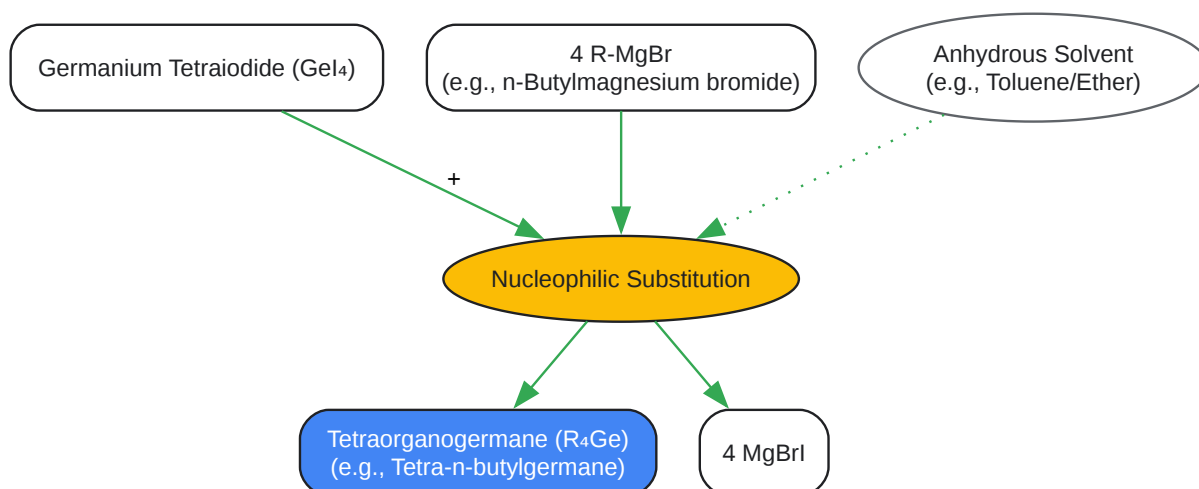 Germanium Tetraiodide (GeI₄)
4 R-MgBr
(e.g., n-Butylmagnesium bromide)
Anhydrous Solvent
(e.g., Toluene/Ether)
+
Nucleophilic Substitution
Tetraorganogermane (R₄Ge)
(e.g., Tetra-n-butylgermane)
4 MgBrI